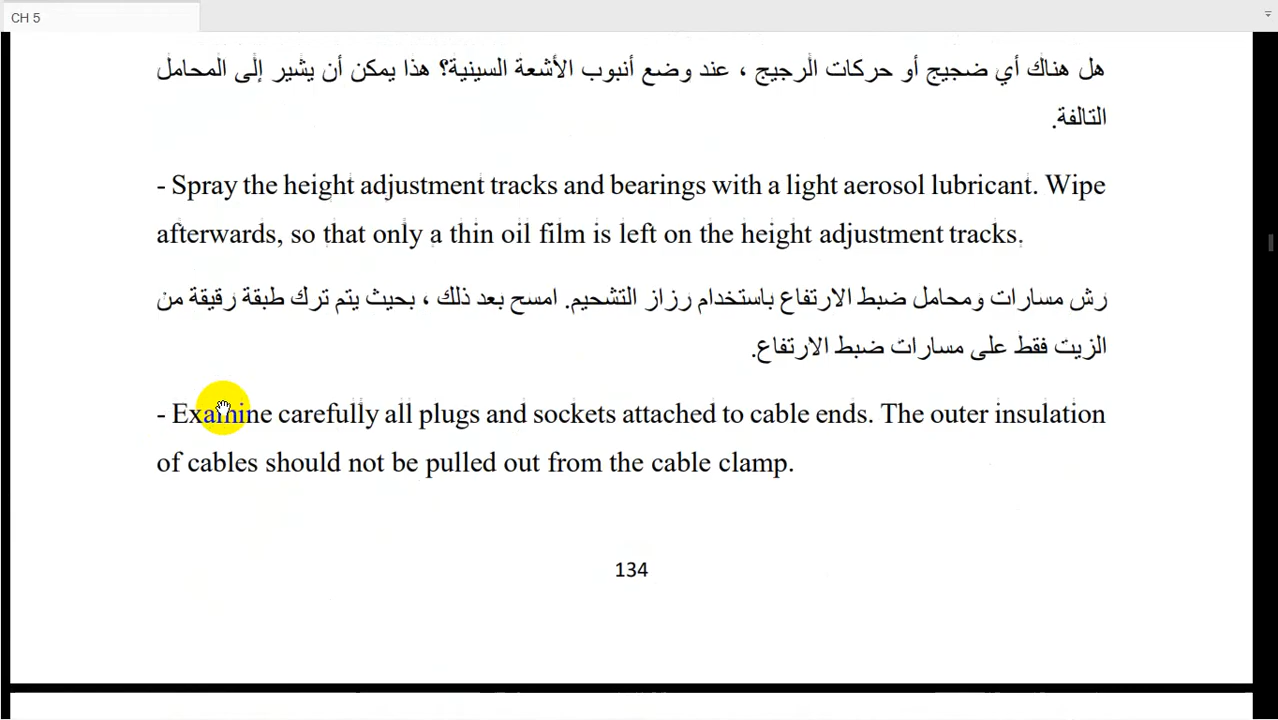 CH 5
هل هناك أي ضجيج أو حركات الرجيج ، عند وضع أنبوب الأشعة السينية؟ هذا يمكن أن يشير إلى المحامل
التالفة.
- Spray the height adjustment tracks and bearings with a light aerosol lubricant. Wipe
afterwards, so that only a thin oil film is left on the height adjustment tracks.
رش مسارات ومحامل ضبط الارتفاع باستخدام رزاز التشحيم. امسح بعد ذلك ، بحيث يتم ترك طبقة رقيقة من
الزيت فقط على مسارات ضبط الارتفاع.
- Examine carefully all plugs and sockets attached to cable ends. The outer insulation
of cables should not be pulled out from the cable clamp.
134